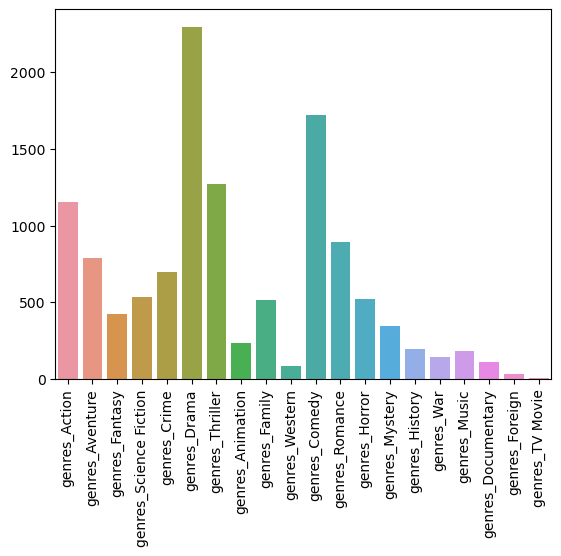 2000
1500
1000
500
0
genres_Action
genres_Aventure
genres_Fantasy
genres_Science Fiction
genres_Crime
genres_Drama
genres_Thriller
genres_Animation
genres_Family
genres_Western
genres_Comedy
genres_Romance
genres_Horror
genres_Mystery
genres_History
genres_War
genres_Music
genres_Documentary
genres_Foreign
genres_TV Movie